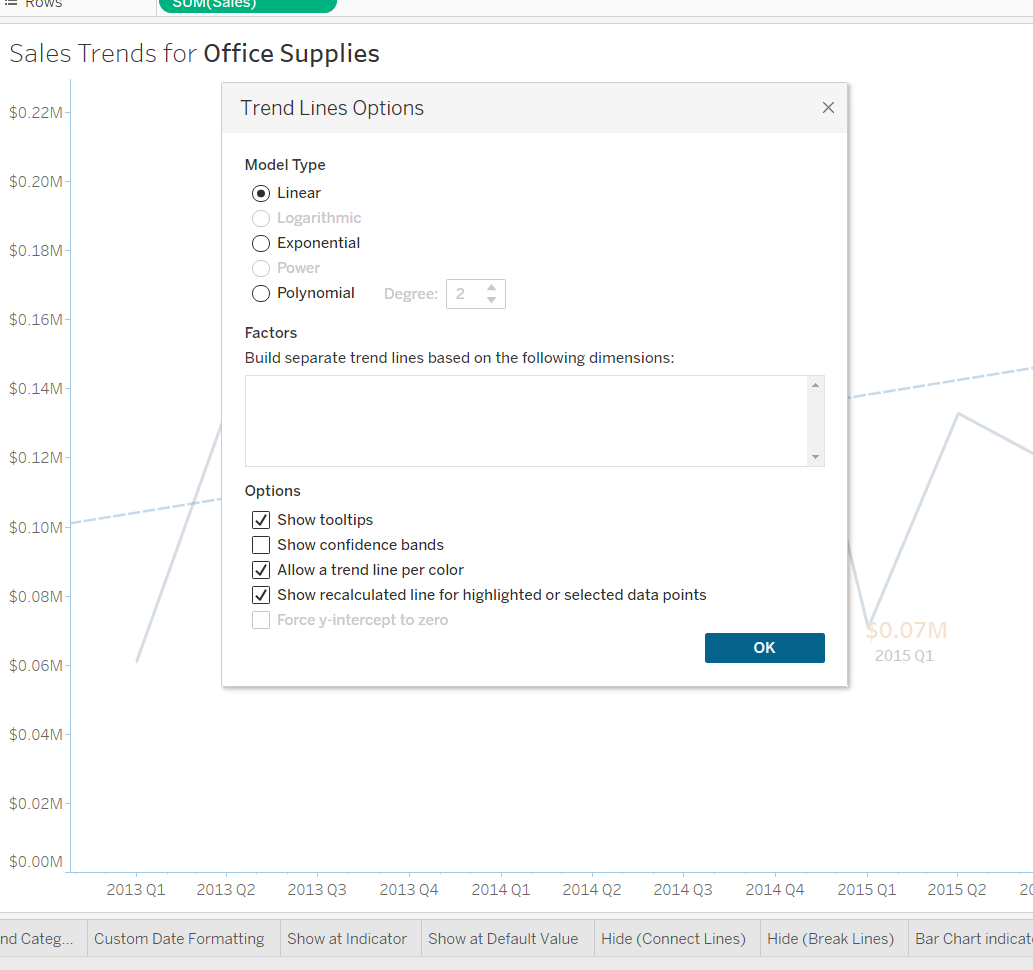 Rows
SUM(Sales)
Sales Trends for Office Supplies
Trend Lines Options
Model Type
Linear
Logarithmic
Exponential
Power
Polynomial Degree: 2
Factors
Build separate trend lines based on the following dimensions:
Options
Show tooltips
Show confidence bands
Allow a trend line per color
Show recalculated line for highlighted or selected data points
Force y-intercept to zero
OK
$0.22M
$0.20M
$0.18M
$0.16M
$0.14M
$0.12M
$0.10M
$0.08M
$0.06M
$0.04M
$0.02M
$0.00M
$0.07M
2015 Q1
2013 Q1 2013 Q2 2013 Q3 2013 Q4 2014 Q1 2014 Q2 2014 Q3 2014 Q4 2015 Q1 2015 Q2 20
nd Categ... Custom Date Formatting Show at Indicator Show at Default Value Hide (Connect Lines) Hide (Break Lines) Bar Chart indicat